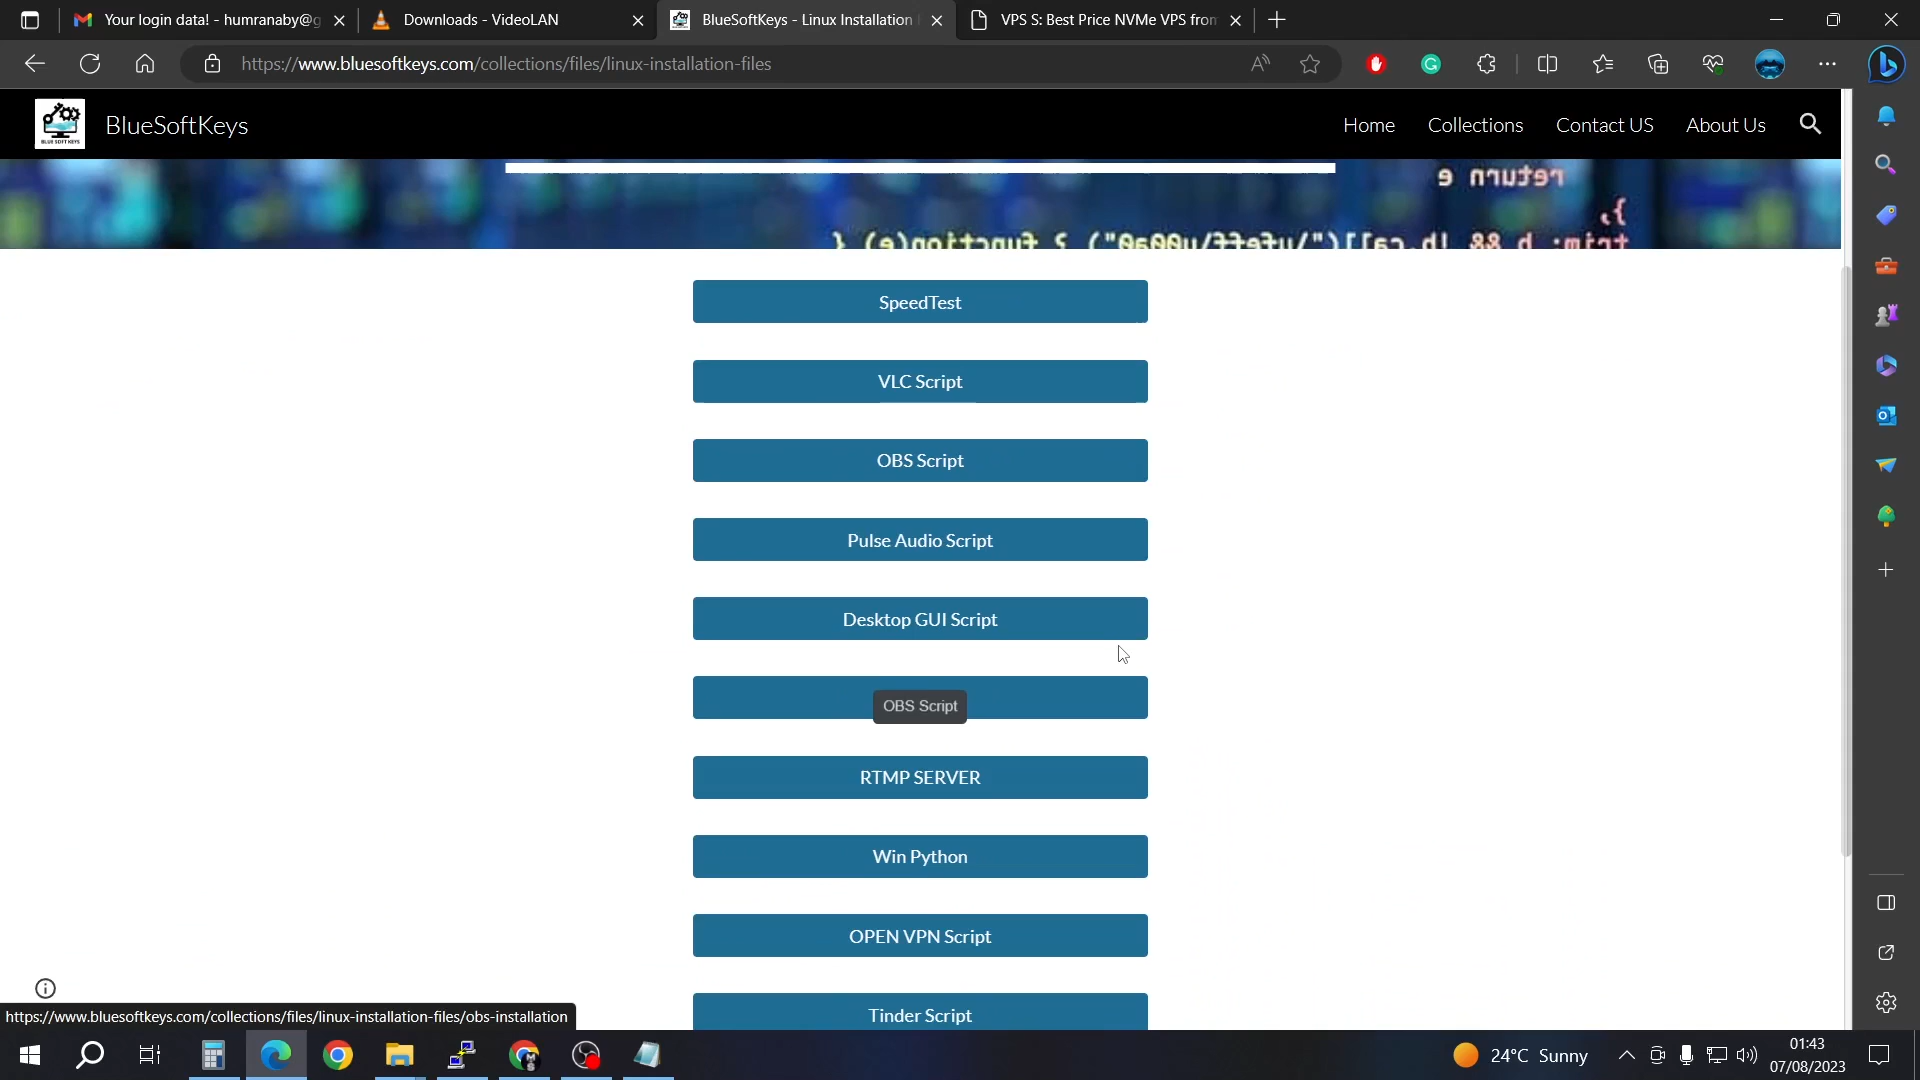 Your login data! - humranaby@g
Downloads - VideoLAN
BlueSoftKeys - Linux Installation
VPS S: Best Price NVMe VPS from
https://www.bluesoftkeys.com/collections/files/linux-installation-files
BLUE SOFT KEYS
BlueSoftKeys
Home
Collections
Contact US
About Us
SpeedTest
VLC Script
OBS Script
Pulse Audio Script
Desktop GUI Script
OBS Script
RTMP SERVER
Win Python
OPEN VPN Script
Tinder Script
https://www.bluesoftkeys.com/collections/files/linux-installation-files/obs-installation
24°C Sunny
01:43
07/08/2023